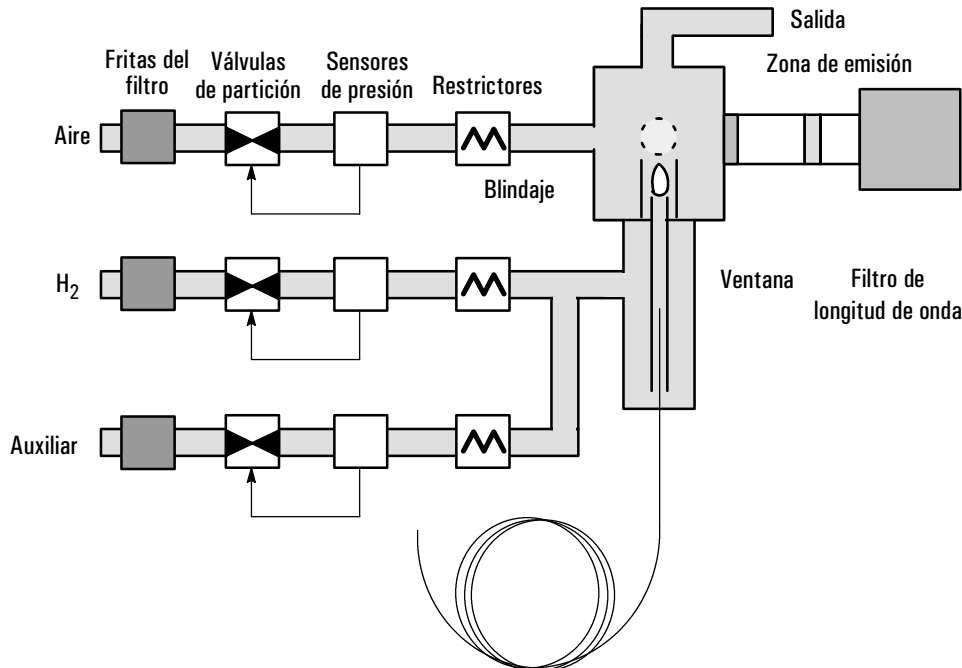 Salida
Fritas del
filtro
Válvulas
de partición
Sensores
de presión
Restrictores
Zona de emisión
Aire
Blindaje
H2
Ventana
Filtro de
longitud de onda
Auxiliar